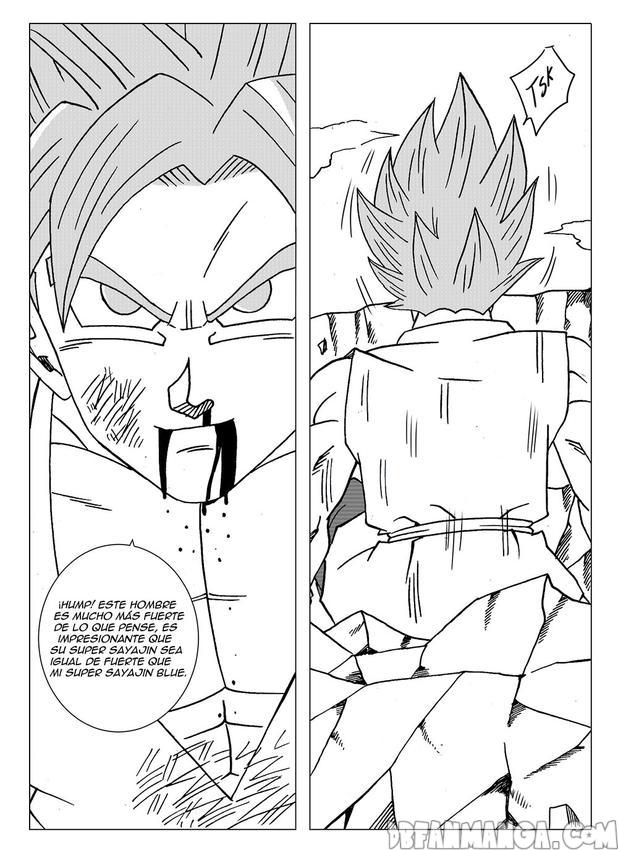 ¡HUMP! ESTE HOMBRE
ES MUCHO MÁS FUERTE
DE LO QUE PENSE, ES
IMPRESIONANTE QUE
SU SUPER SAYAJIN SEA
IGUAL DE FUERTE QUE
MI SUPER SAYAJIN BLUE.
TSK
DBFANMANGA.COM